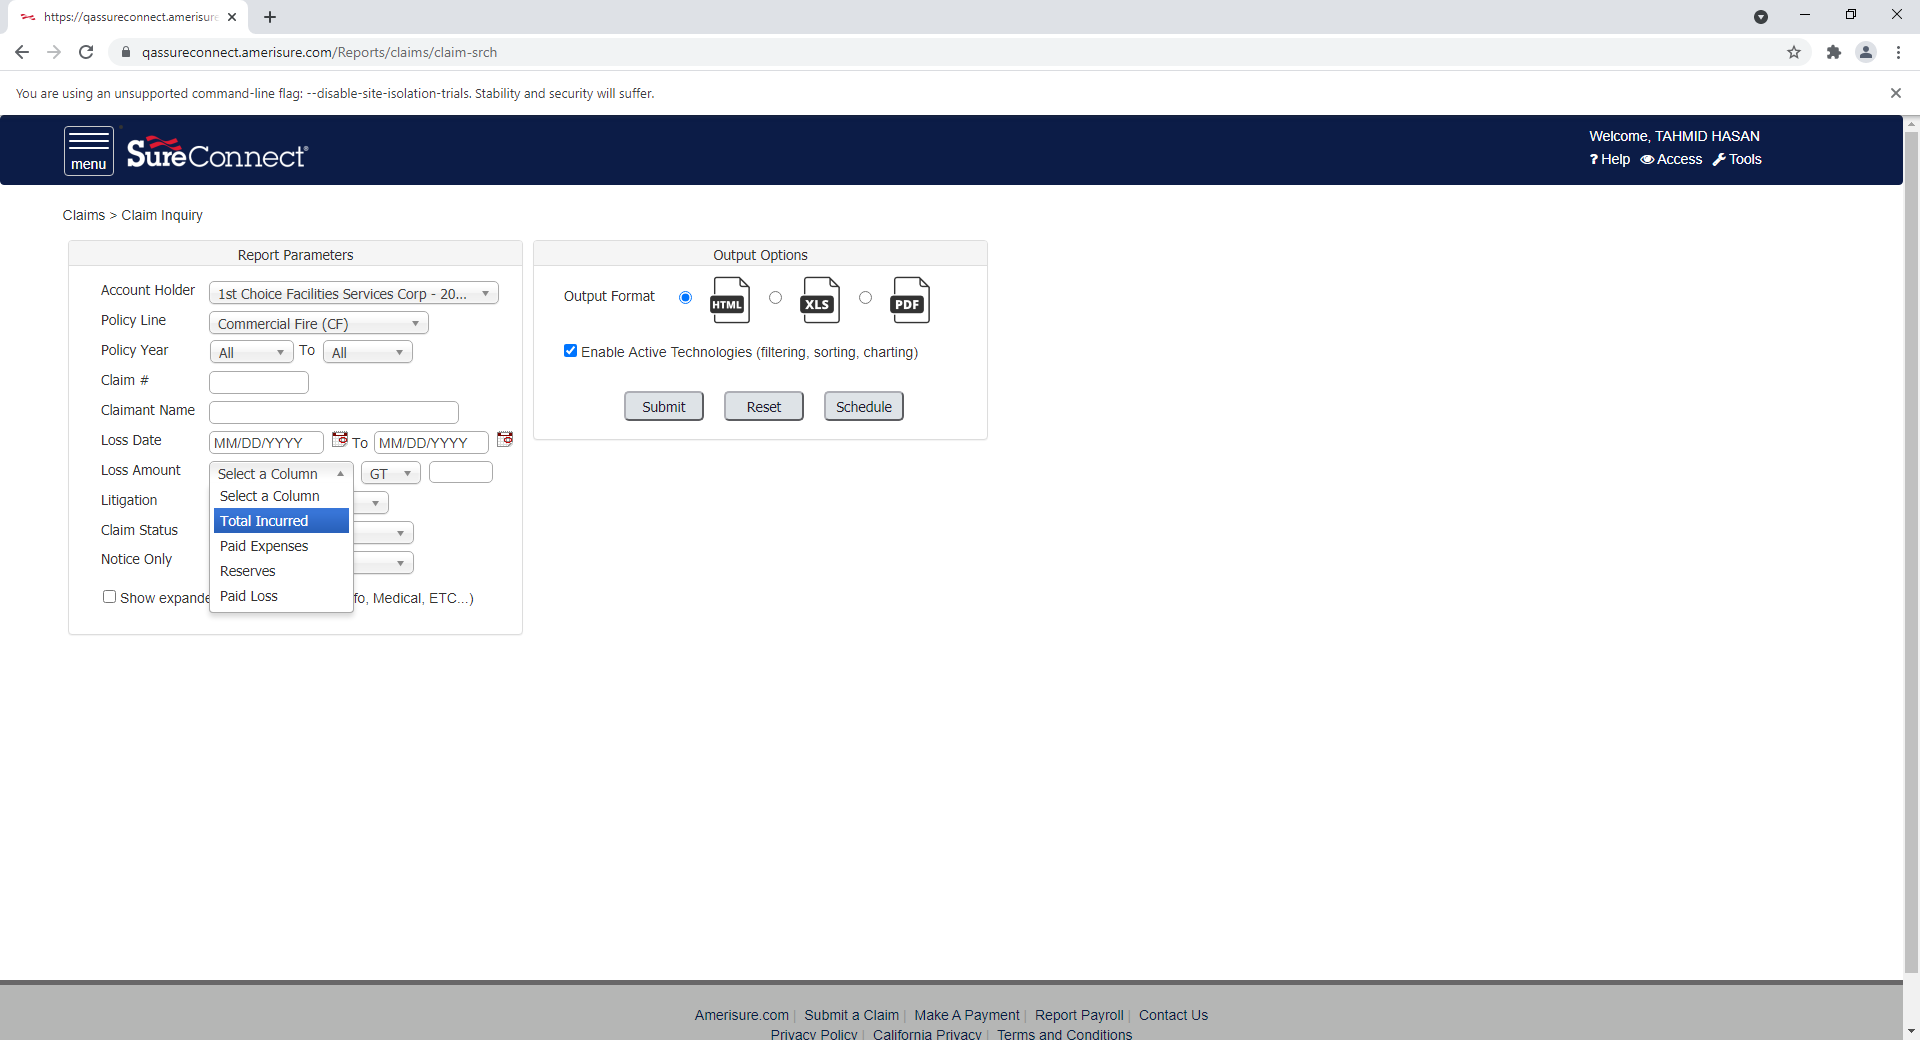 https://qassureconnect.amerisure
qassureconnect.amerisure.com/Reports/claims/claim-srch
You are using an unsupported command-line flag: --disable-site-isolation-trials. Stability and security will suffer.
menu
SureConnect®
Welcome, TAHMID HASAN
? Help Access Tools
Claims > Claim Inquiry
Report Parameters
Account Holder 1st Choice Facilities Services Corp - 20...
Policy Line Commercial Fire (CF)
Policy Year All To All
Claim #
Claimant Name
Loss Date MM/DD/YYYY To MM/DD/YYYY
Loss Amount Select a Column GT
Select a Column
Litigation
Total Incurred
Claim Status
Paid Expenses
Notice Only
Reserves
Paid Loss
Show expande fo, Medical, ETC...)
Output Options
Output Format HTML XLS PDF
Enable Active Technologies (filtering, sorting, charting)
Submit Reset Schedule
Amerisure.com | Submit a Claim | Make A Payment | Report Payroll | Contact Us
Privacy Policy | California Privacy | Terms and Conditions